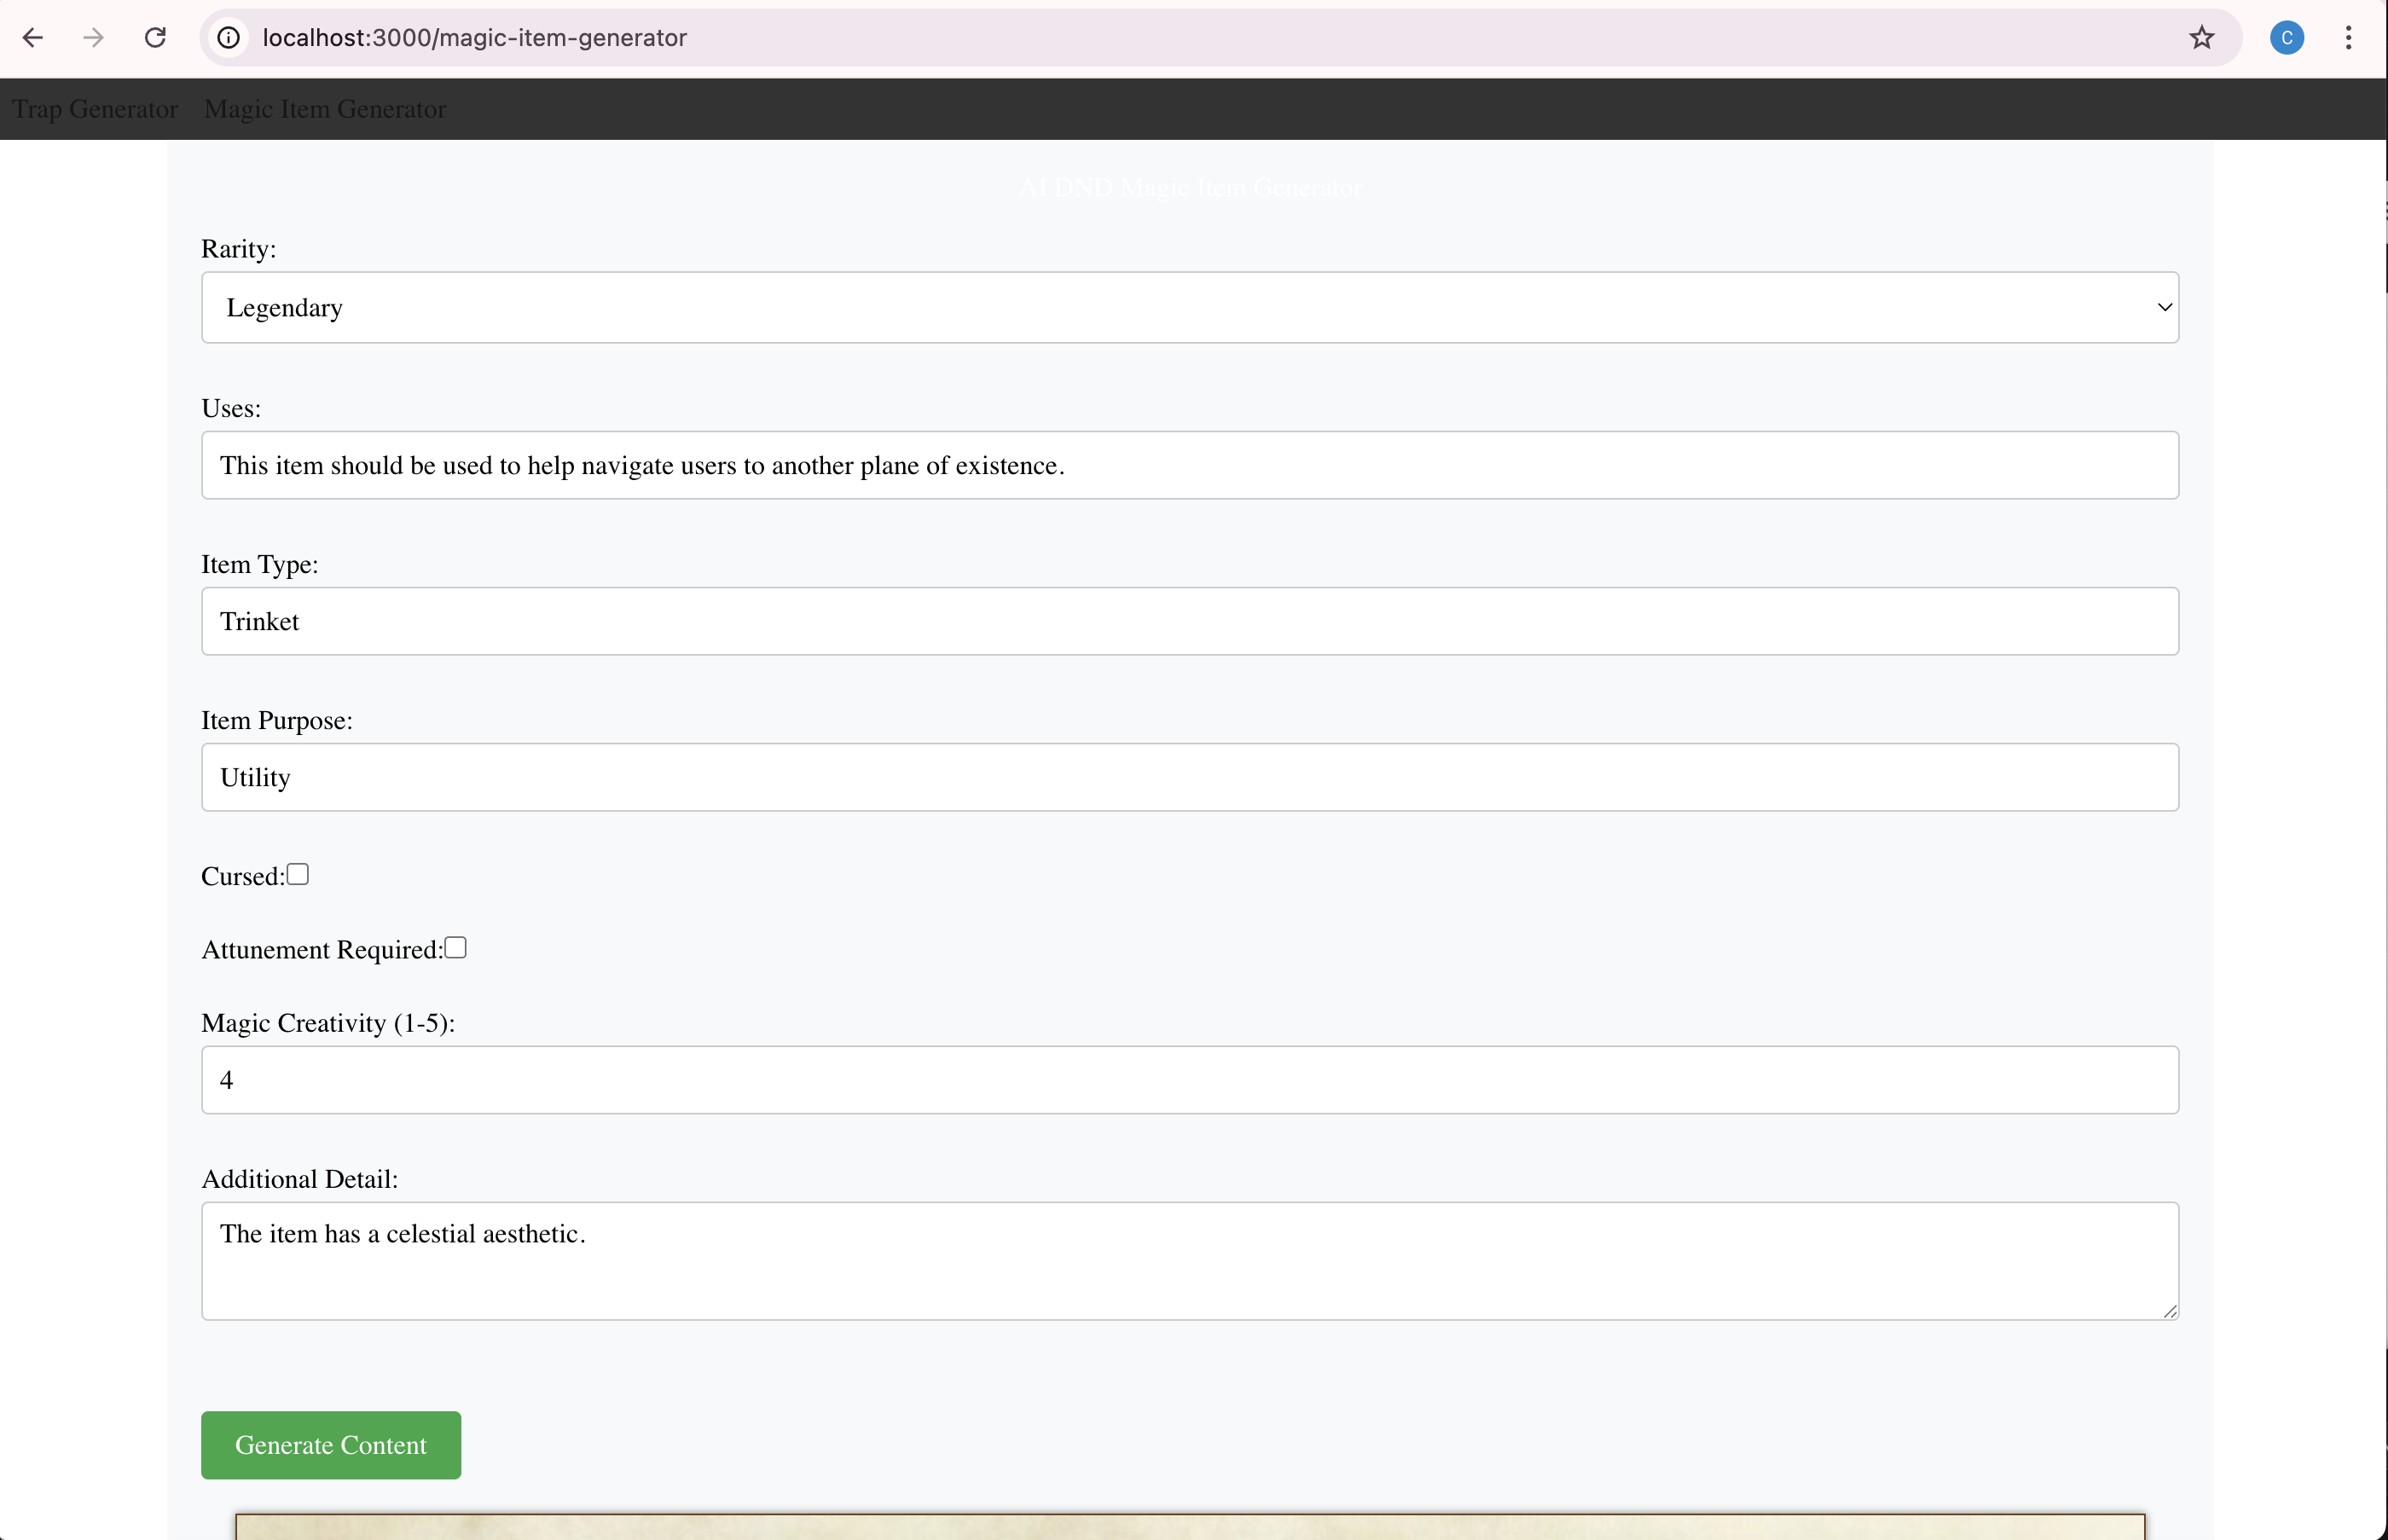 localhost:3000/magic-item-generator
C
Trap Generator Magic Item Generator
AI DND Magic Item Generator
Rarity:
Legendary
Uses:
This item should be used to help navigate users to another plane of existence.
Item Type:
Trinket
Item Purpose:
Utility
Cursed:
Attunement Required:
Magic Creativity (1-5):
4
Additional Detail:
The item has a celestial aesthetic.
Generate Content